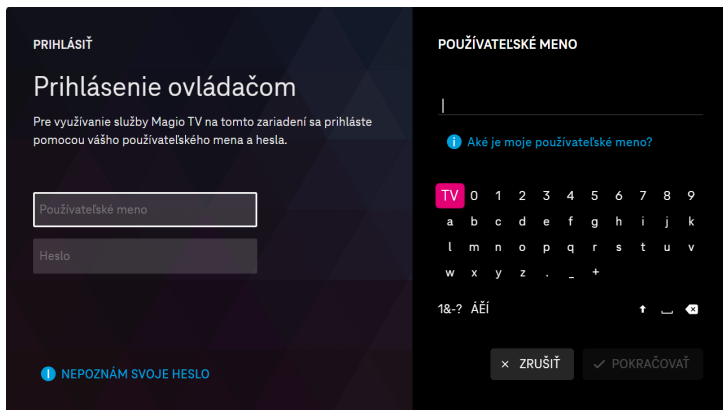 PRIHLÁSIŤ
Prihlásenie ovládačom
Pre využívanie služby Magio TV na tomto zariadení sa prihláste
pomocou vášho používateľského mena a hesla.
Používateľské meno
Heslo
NEPOZNÁM SVOJE HESLO
POUŽÍVATEĽSKÉ MENO
Aké je moje používateľské meno?
TV 0 1 2 3 4 5 6 7 8 9
a b c d e f g h i j k
l m n o p q r s t u v
w x y z . _ +
1&-? ÁĚÍ
ZRUŠIŤ
POKRAČOVAŤ